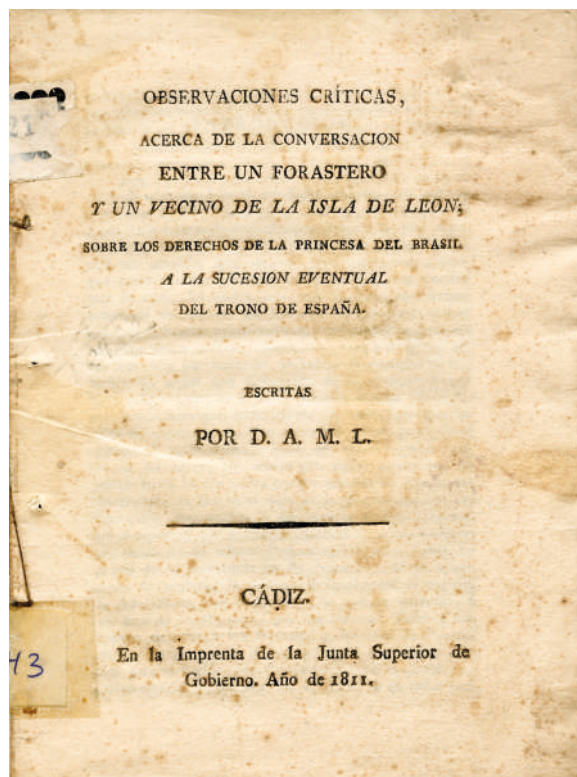 OBSERVACIONES CRÍTICAS,
ACERCA DE LA CONVERSACION
ENTRE UN FORASTERO
Y UN VECINO DE LA ISLA DE LEON;
SOBRE LOS DERECHOS DE LA PRINCESA DEL BRASIL
A LA SUCESION EVENTUAL
DEL TRONO DE ESPAÑA.
ESCRITAS
POR D. A. M. L.
CÁDIZ.
En la Imprenta de la Junta Superior de
Gobierno. Año de 1811.
43